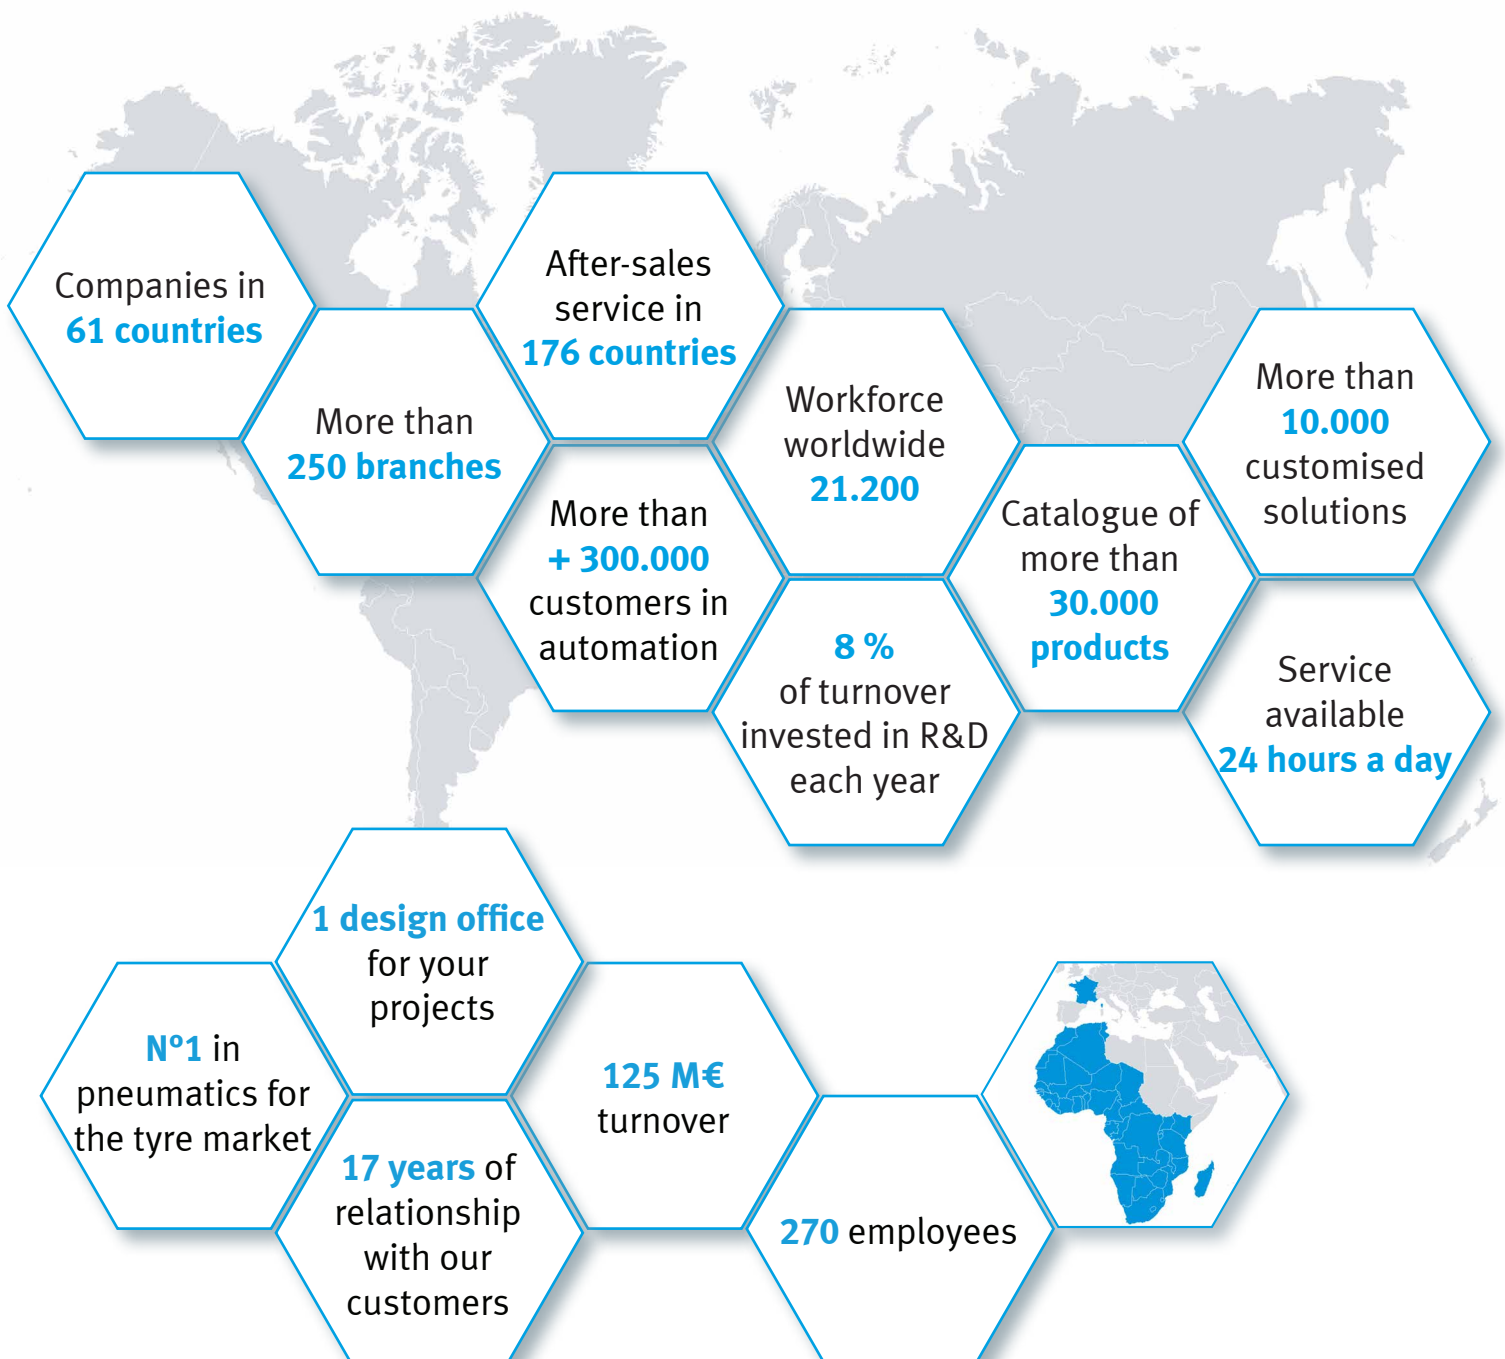 Companies in
61 countries
More than
250 branches
After-sales
service in
176 countries
More than
+ 300.000
customers in
automation
Workforce
worldwide
21.200
8 %
of turnover
invested in R&D
each year
Catalogue of
more than
30.000
products
More than
10.000
customised
solutions
Service
available
24 hours a day
1 design office
for your
projects
N°1 in
pneumatics for
the tyre market
17 years of
relationship
with our
customers
125 M€
turnover
270 employees